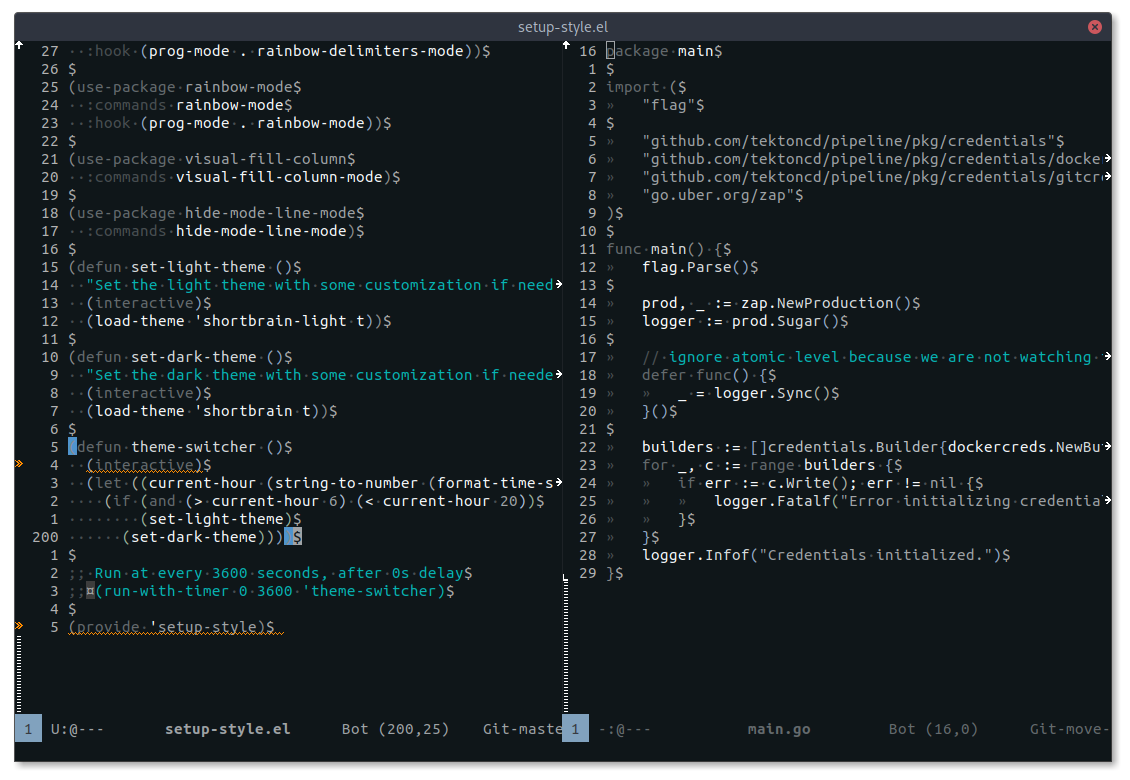 setup-style.el
27 ··:hook·(prog-mode·.·rainbow-delimiters-mode))$
26 $
25 (use-package·rainbow-mode$
24 ··:commands·rainbow-mode$
23 ··:hook·(prog-mode·.·rainbow-mode))$
22 $
21 (use-package·visual-fill-column$
20 ··:commands·visual-fill-column-mode)$
19 $
18 (use-package·hide-mode-line-mode$
17 ··:commands·hide-mode-line-mode)$
16 $
15 (defun·set-light-theme·()$
14 ··"Set·the·light·theme·with·some·customization·if·need
13 ··(interactive)$
12 ··(load-theme·'shortbrain-light·t))$
11 $
10 (defun·set-dark-theme·()$
9 ··"Set·the·dark·theme·with·some·customization·if·neede
8 ··(interactive)$
7 ··(load-theme·'shortbrain·t))$
6 $
5 (defun·theme-switcher·()$
4 ··(interactive)$
3 ··(let·((current-hour·(string-to-number·(format-time-s
2 ····(if·(and·(>·current-hour·6)·(<·current-hour·20))$
1 ········(set-light-theme)$
200 ······(set-dark-theme))))$
1 $
2 ;;·Run·at·every·3600·seconds,·after·0s·delay$
3 ;;¤(run-with-timer·0·3600·'theme-switcher)$
4 $
5 (provide·'setup-style)$
1 U:@--- setup-style.el Bot (200,25) Git-maste
16 package·main$
1 $
2 import·($
3 » "flag"$
4 $
5 » "github.com/tektoncd/pipeline/pkg/credentials"$
6 » "github.com/tektoncd/pipeline/pkg/credentials/docke
7 » "github.com/tektoncd/pipeline/pkg/credentials/gitcr
8 » "go.uber.org/zap"$
9 )$
10 $
11 func·main()·{$
12 » flag.Parse()$
13 $
14 » prod,·_·:=·zap.NewProduction()$
15 » logger·:=·prod.Sugar()$
16 $
17 » //·ignore·atomic·level·because·we·are·not·watching·
18 » defer·func()·{$
19 » » _·=·logger.Sync()$
20 » }()$
21 $
22 » builders·:=·[]credentials.Builder{dockercreds.NewBu
23 » for·_,·c·:=·range·builders·{$
24 » » if·err·:=·c.Write();·err·!=·nil·{$
25 » » » logger.Fatalf("Error·initializing·credentia
26 » » }$
27 » }$
28 » logger.Infof("Credentials·initialized.")$
29 }$
1 -:@--- main.go Bot (16,0) Git-move-